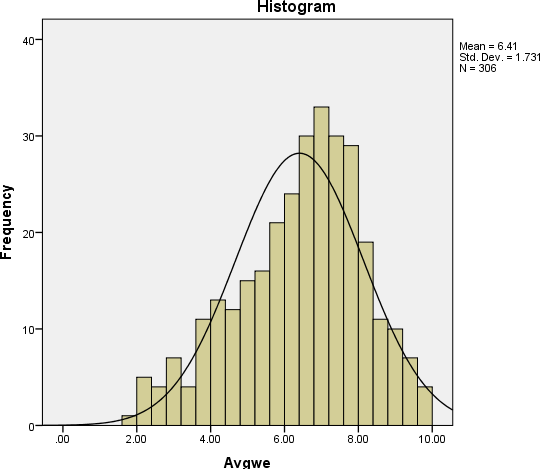 Histogram
Mean = 6.41
Std. Dev. = 1.731
N = 306
40
30
20
10
0
Frequency
.00 2.00 4.00 6.00 8.00 10.00
Avgwe